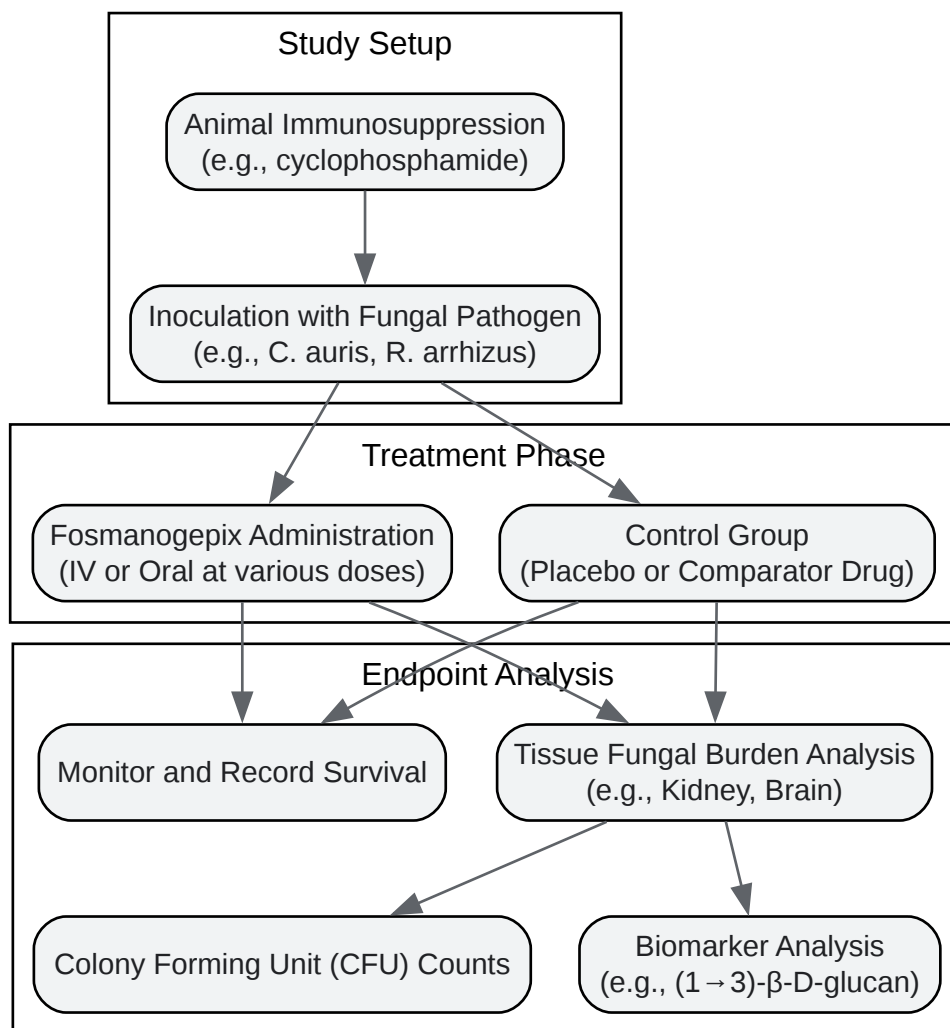 Study Setup
Animal Immunosuppression
(e.g., cyclophosphamide)
Inoculation with Fungal Pathogen
(e.g., C. auris, R. arrhizus)
Treatment Phase
Fosmanogepix Administration
(IV or Oral at various doses)
Control Group
(Placebo or Comparator Drug)
Endpoint Analysis
Monitor and Record Survival
Tissue Fungal Burden Analysis
(e.g., Kidney, Brain)
Colony Forming Unit (CFU) Counts
Biomarker Analysis
(e.g., (1→3)-β-D-glucan)